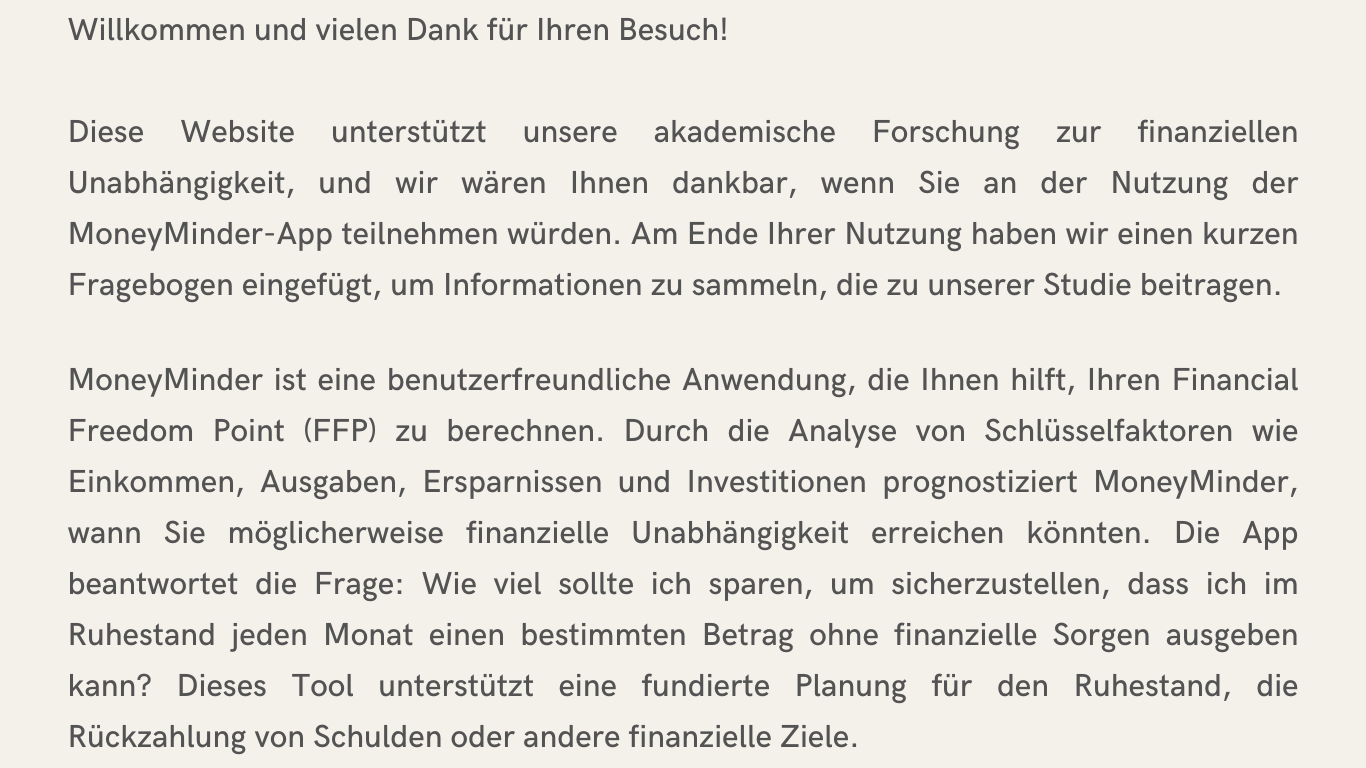 Willkommen und vielen Dank für Ihren Besuch!
Diese Website unterstützt unsere akademische Forschung zur finanziellen
Unabhängigkeit, und wir wären Ihnen dankbar, wenn Sie an der Nutzung der
MoneyMinder-App teilnehmen würden. Am Ende Ihrer Nutzung haben wir einen kurzen
Fragebogen eingefügt, um Informationen zu sammeln, die zu unserer Studie beitragen.
MoneyMinder ist eine benutzerfreundliche Anwendung, die Ihnen hilft, Ihren Financial
Freedom Point (FFP) zu berechnen. Durch die Analyse von Schlüsselfaktoren wie
Einkommen, Ausgaben, Ersparnissen und Investitionen prognostiziert MoneyMinder,
wann Sie möglicherweise finanzielle Unabhängigkeit erreichen könnten. Die App
beantwortet die Frage: Wie viel sollte ich sparen, um sicherzustellen, dass ich im
Ruhestand jeden Monat einen bestimmten Betrag ohne finanzielle Sorgen ausgeben
kann? Dieses Tool unterstützt eine fundierte Planung für den Ruhestand, die
Rückzahlung von Schulden oder andere finanzielle Ziele.